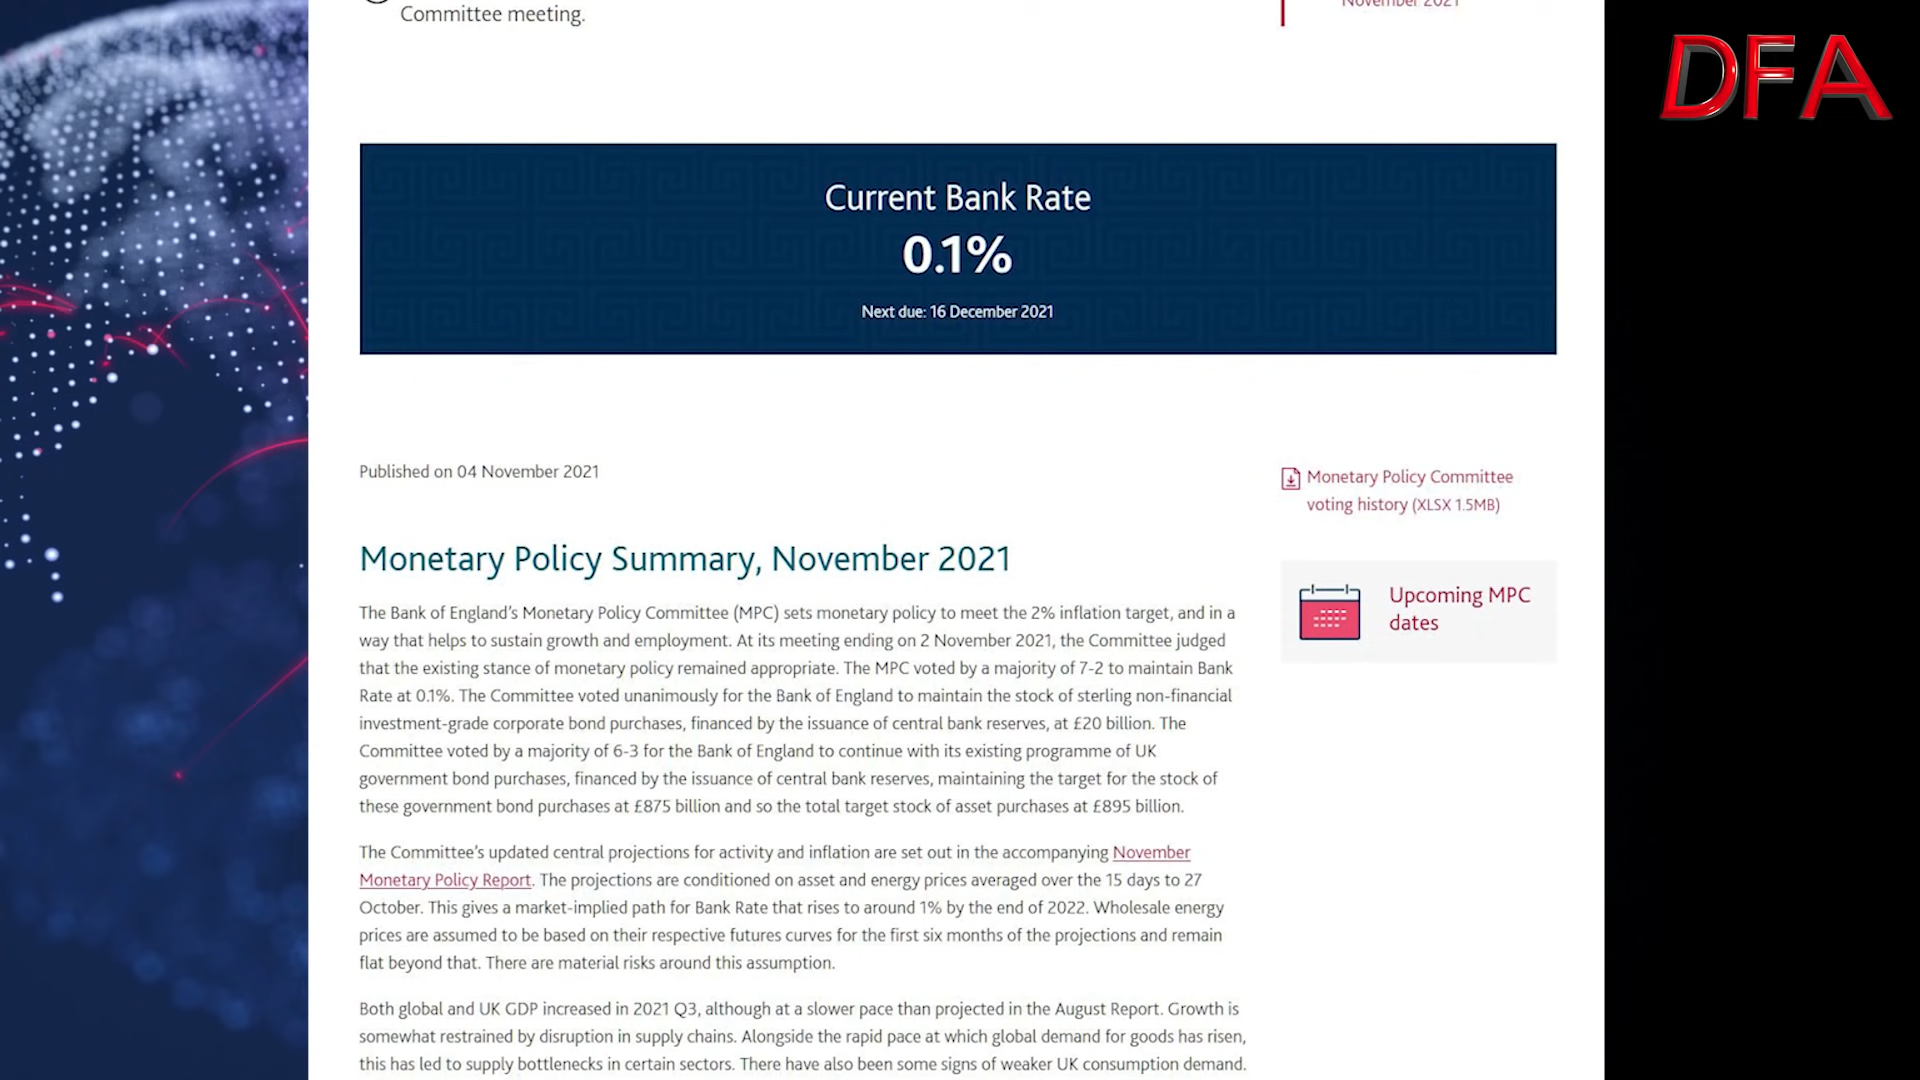 Committee meeting.
November 2021
DFA
Current Bank Rate
0.1%
Next due: 16 December 2021
Published on 04 November 2021
Monetary Policy Committee
voting history (XLSX 1.5MB)
Monetary Policy Summary, November 2021
Upcoming MPC
dates
The Bank of England's Monetary Policy Committee (MPC) sets monetary policy to meet the 2% inflation target, and in a
way that helps to sustain growth and employment. At its meeting ending on 2 November 2021, the Committee judged
that the existing stance of monetary policy remained appropriate. The MPC voted by a majority of 7-2 to maintain Bank
Rate at 0.1%. The Committee voted unanimously for the Bank of England to maintain the stock of sterling non-financial
investment-grade corporate bond purchases, financed by the issuance of central bank reserves, at £20 billion. The
Committee voted by a majority of 6-3 for the Bank of England to continue with its existing programme of UK
government bond purchases, financed by the issuance of central bank reserves, maintaining the target for the stock of
these government bond purchases at £875 billion and so the total target stock of asset purchases at £895 billion.
The Committee's updated central projections for activity and inflation are set out in the accompanying November
Monetary Policy Report. The projections are conditioned on asset and energy prices averaged over the 15 days to 27
October. This gives a market-implied path for Bank Rate that rises to around 1% by the end of 2022. Wholesale energy
prices are assumed to be based on their respective futures curves for the first six months of the projections and remain
flat beyond that. There are material risks around this assumption.
Both global and UK GDP increased in 2021 Q3, although at a slower pace than projected in the August Report. Growth is
somewhat restrained by disruption in supply chains. Alongside the rapid pace at which global demand for goods has risen,
this has led to supply bottlenecks in certain sectors. There have also been some signs of weaker UK consumption demand.